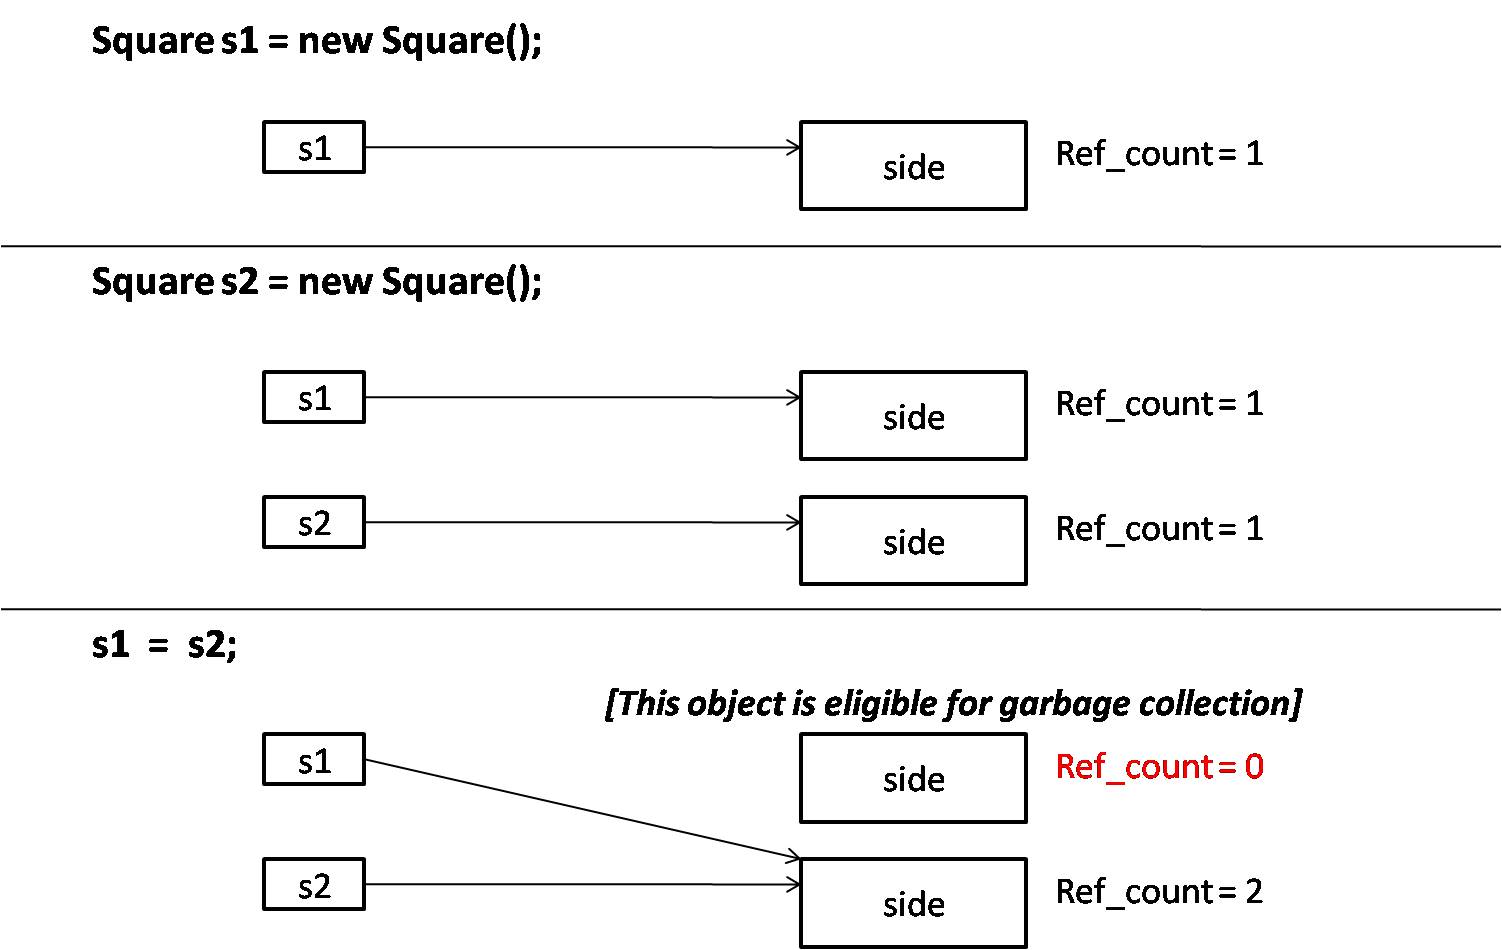 Square s1 = new Square();
s1
side
Ref_count = 1
Square s2 = new Square();
s1
side
Ref_count = 1
s2
side
Ref_count = 1
s1 = s2;
[This object is eligible for garbage collection]
s1
side
Ref_count = 0
s2
side
Ref_count = 2